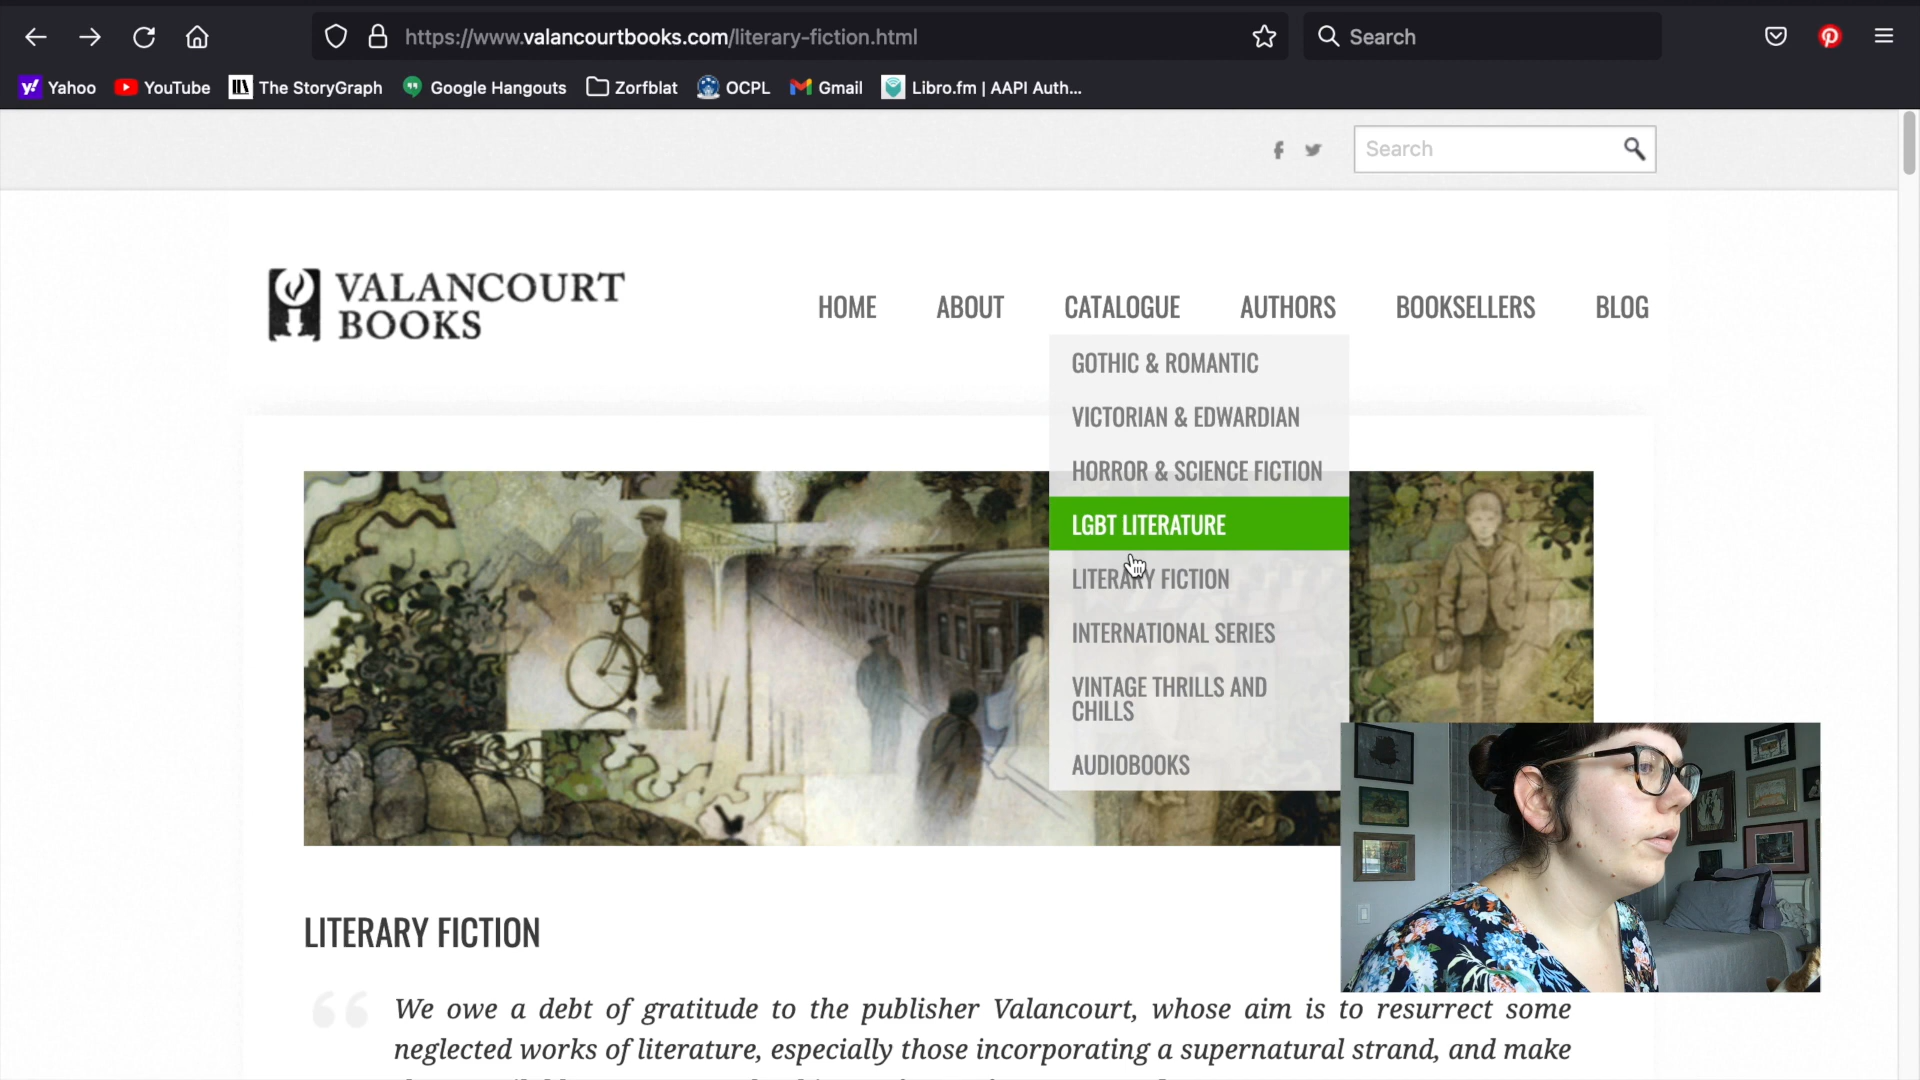 https://www.valancourtbooks.com/literary-fiction.html
Search
Yahoo
YouTube
The StoryGraph
Google Hangouts
Zorfblat
OCPL
Gmail
Libro.fm | AAPI Auth...
Search
VALANCOURT
BOOKS
HOME
ABOUT
CATALOGUE
AUTHORS
BOOKSELLERS
BLOG
GOTHIC & ROMANTIC
VICTORIAN & EDWARDIAN
HORROR & SCIENCE FICTION
LGBT LITERATURE
LITERARY FICTION
INTERNATIONAL SERIES
VINTAGE THRILLS AND
CHILLS
AUDIOBOOKS
LITERARY FICTION
We owe a debt of gratitude to the publisher Valancourt, whose aim is to resurrect some
neglected works of literature, especially those incorporating a supernatural strand, and make